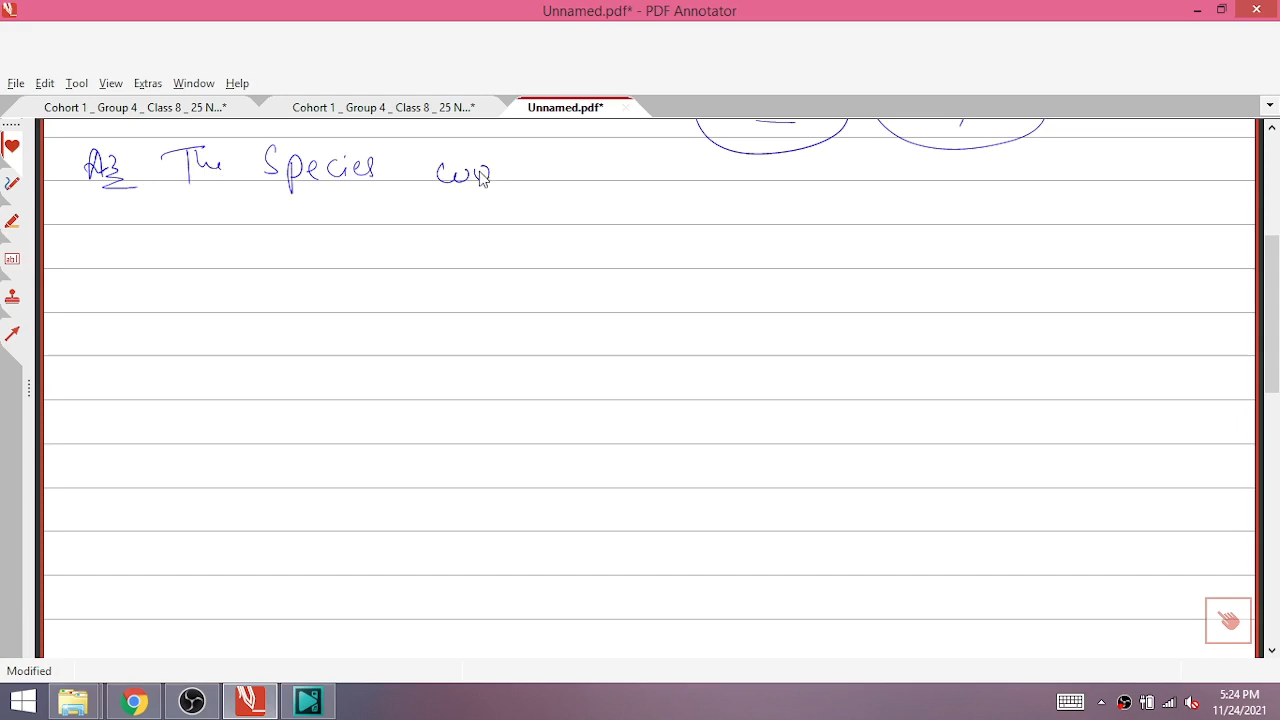 Unnamed.pdf* - PDF Annotator
File Edit Tool View Extras Window Help
Cohort 1 _ Group 4 _ Class 8 _ 25 N...* Cohort 1 _ Group 4 _ Class 8 _ 25 N...* Unnamed.pdf*
A3 The Species
Modified
5:24 PM
11/24/2021